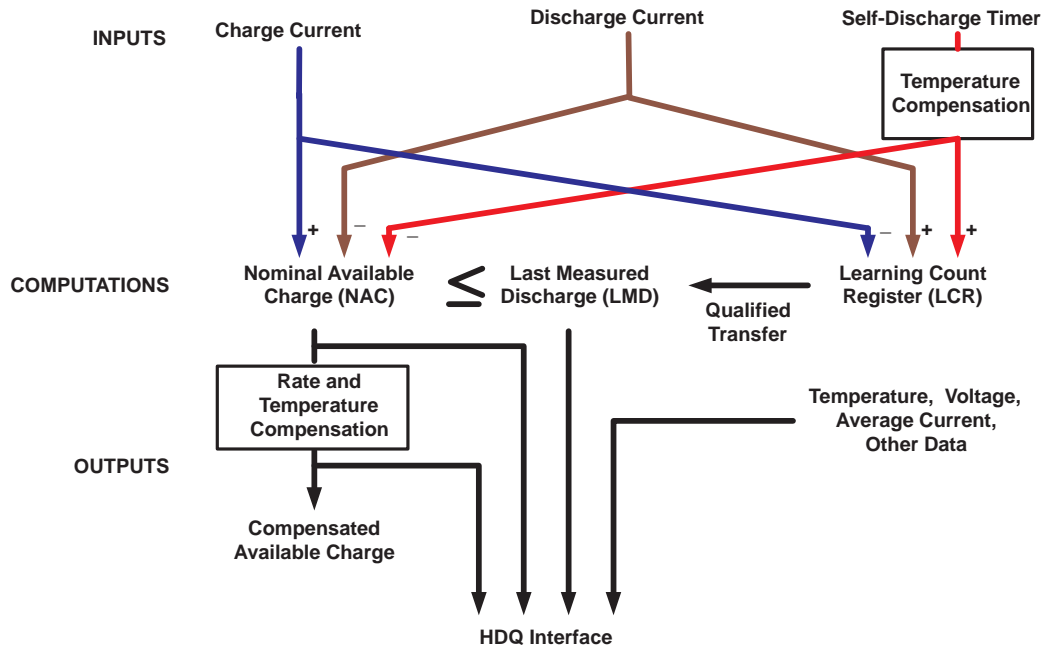 INPUTS
Charge Current
Discharge Current
Self-Discharge Timer
Temperature
Compensation
+
–
–
–
+
+
COMPUTATIONS
Nominal Available
Charge (NAC)
≤
Last Measured
Discharge (LMD)
Qualified
Transfer
Learning Count
Register (LCR)
Rate and
Temperature
Compensation
Temperature, Voltage,
Average Current,
Other Data
OUTPUTS
Compensated
Available Charge
HDQ Interface